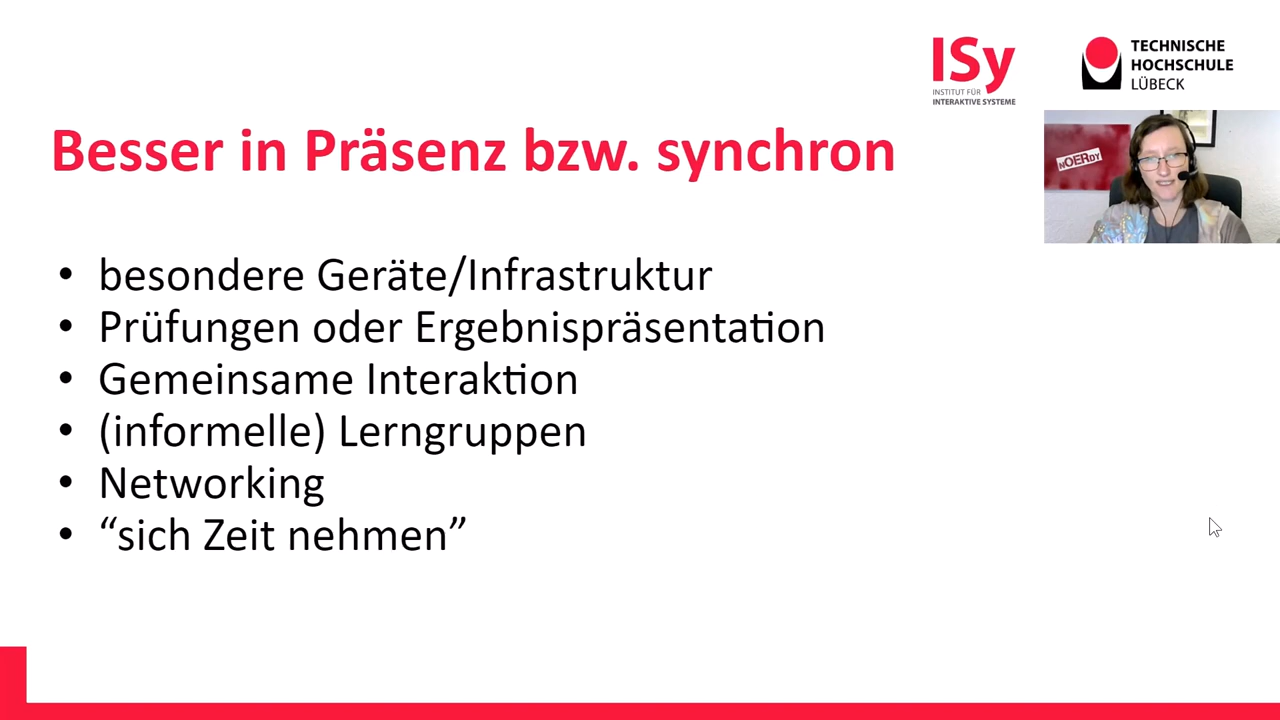 ISy
INSTITUT FÜR
INTERAKTIVE SYSTEME
TECHNISCHE
HOCHSCHULE
LÜBECK
nOERdy
Besser in Präsenz bzw. synchron
• besondere Geräte/Infrastruktur
• Prüfungen oder Ergebnispräsentation
• Gemeinsame Interaktion
• (informelle) Lerngruppen
• Networking
• “sich Zeit nehmen”